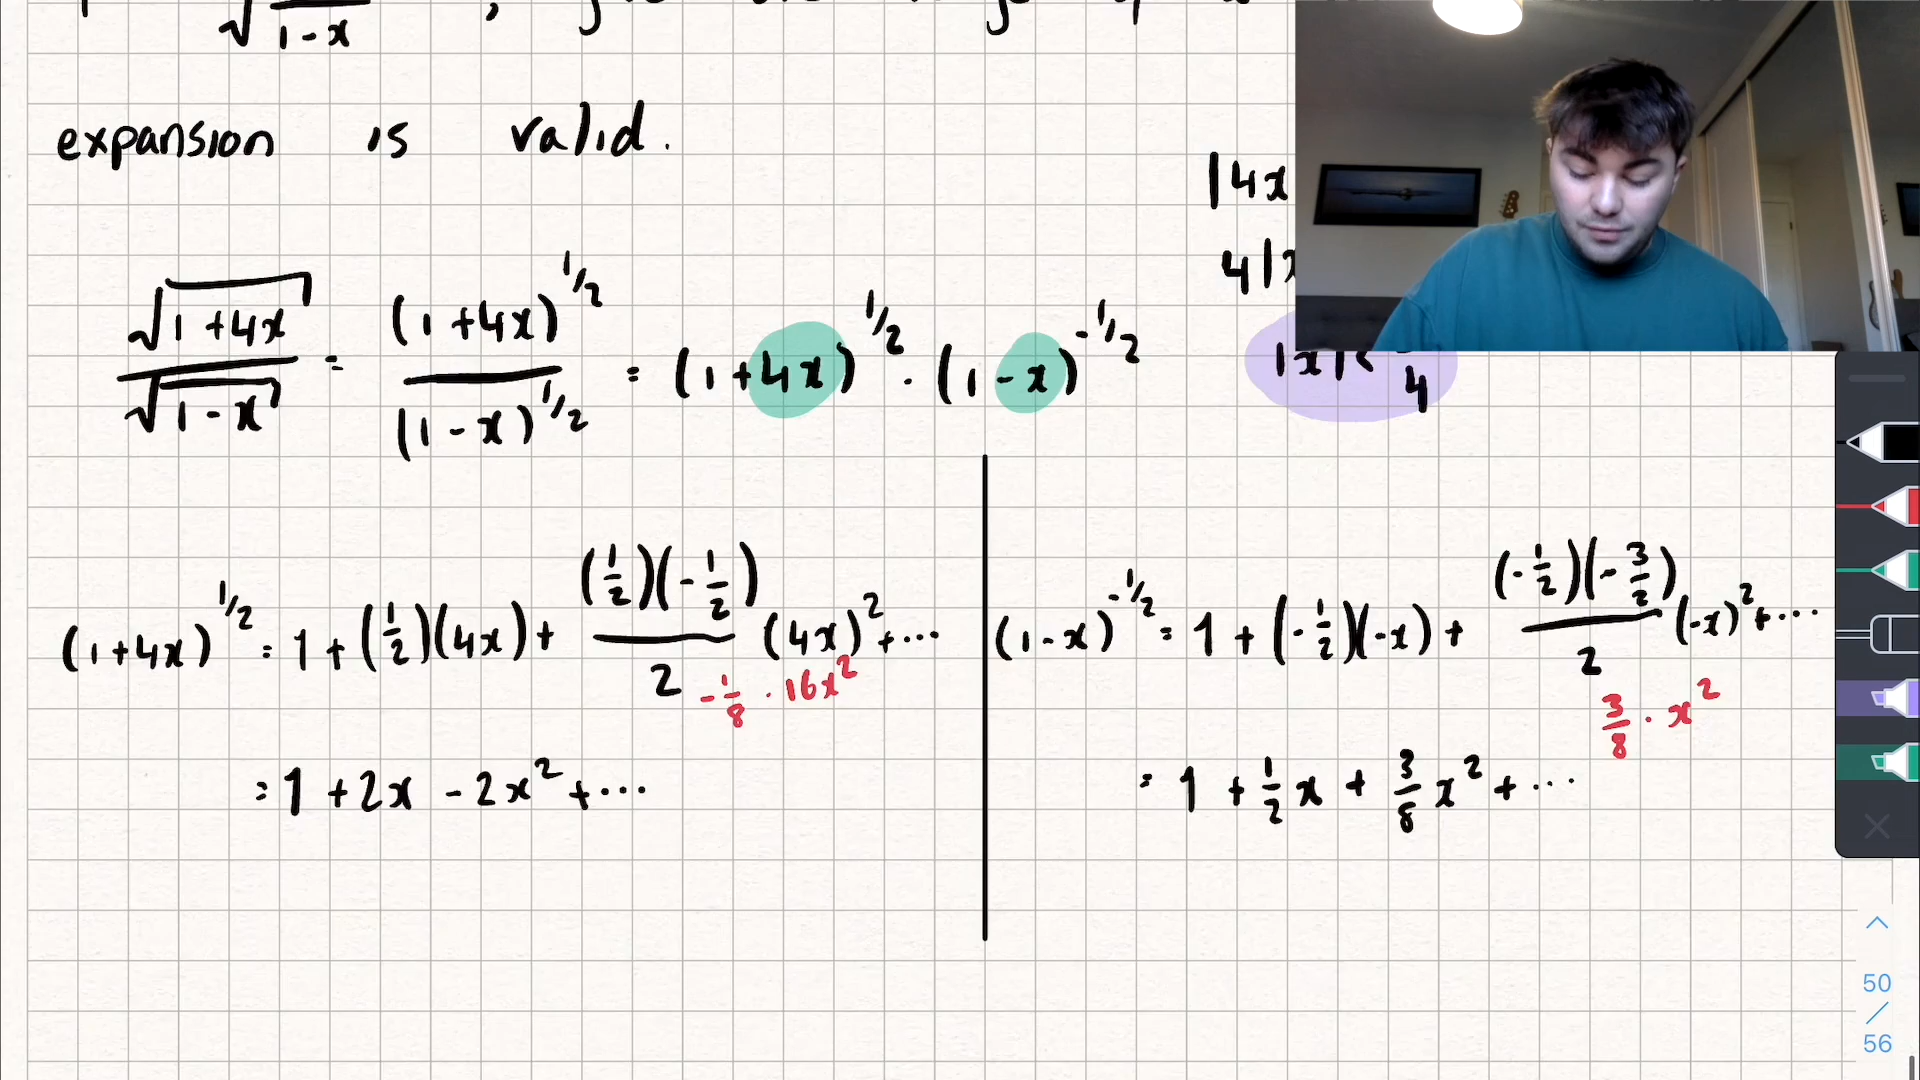 √1-x ,
expansion is valid.
|4x
4|x
√1+4x / √1-x = (1+4x)^1/2 / (1-x)^1/2 = (1+4x)^1/2 · (1-x)^-1/2
|x|< /4
(1+4x)^1/2 = 1 + (1/2)(4x) + (1/2)(-1/2)/2 (4x)^2 + ...
-1/8 · 16x^2
= 1 + 2x - 2x^2 + ...
(1-x)^-1/2 = 1 + (-1/2)(-x) + (-1/2)(-3/2)/2 (-x)^2 + ...
3/8 · x^2
= 1 + 1/2 x + 3/8 x^2 + ...
50
/
56